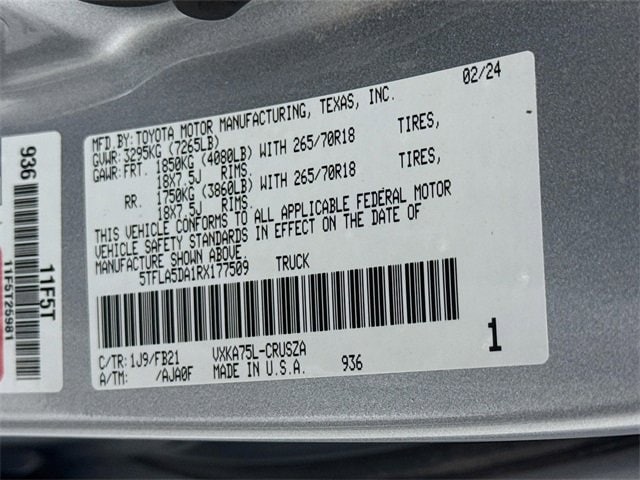 02/24
MFD.BY:TOYOTA MOTOR MANUFACTURING, TEXAS, INC.
GVWR:3295KG (7265LB)
GAWR:FRT. 1850KG (4080LB) WITH 265/70R18 TIRES,
18X7.5J RIMS.
RR. 1750KG (3860LB) WITH 265/70R18 TIRES,
18X7.5J RIMS.
THIS VEHICLE CONFORMS TO ALL APPLICABLE FEDERAL MOTOR
VEHICLE SAFETY STANDARDS IN EFFECT ON THE DATE OF
MANUFACTURE SHOWN ABOVE.
5TFLA5DA1RX177509 TRUCK
C/TR:1J9/FB21 VXKA75L-CRUSZA
A/TM: /AJA0F MADE IN U.S.A. 936
1
936
11F5T
11F5T25981